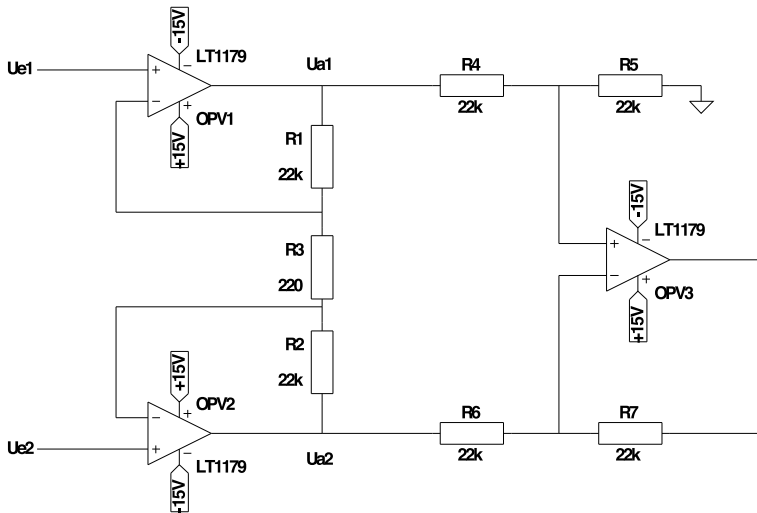 -15V
LT1179
Ue1
+
−
−
+
OPV1
+15V
Ua1
R1
22k
R4
22k
R5
22k
R3
220
-15V
LT1179
+
−
−
+
OPV3
+15V
R2
22k
+15V
OPV2
−
+
+
−
Ue2
LT1179
-15V
Ua2
R6
22k
R7
22k